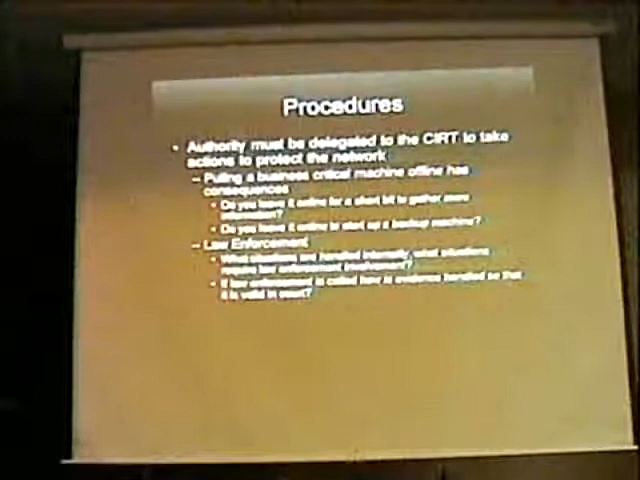 Procedures
• Authority must be delegated to the CIRT to take
actions to protect the network
– Pulling a business critical machine offline has
consequences
• Do you leave it online for a short bit to gather more
information?
• Do you leave it online to start up a backup machine?
– Law Enforcement
• What situations are handled internally, what situations
require law enforcement involvement?
• If law enforcement is called how is evidence handled so that
it is valid in court?